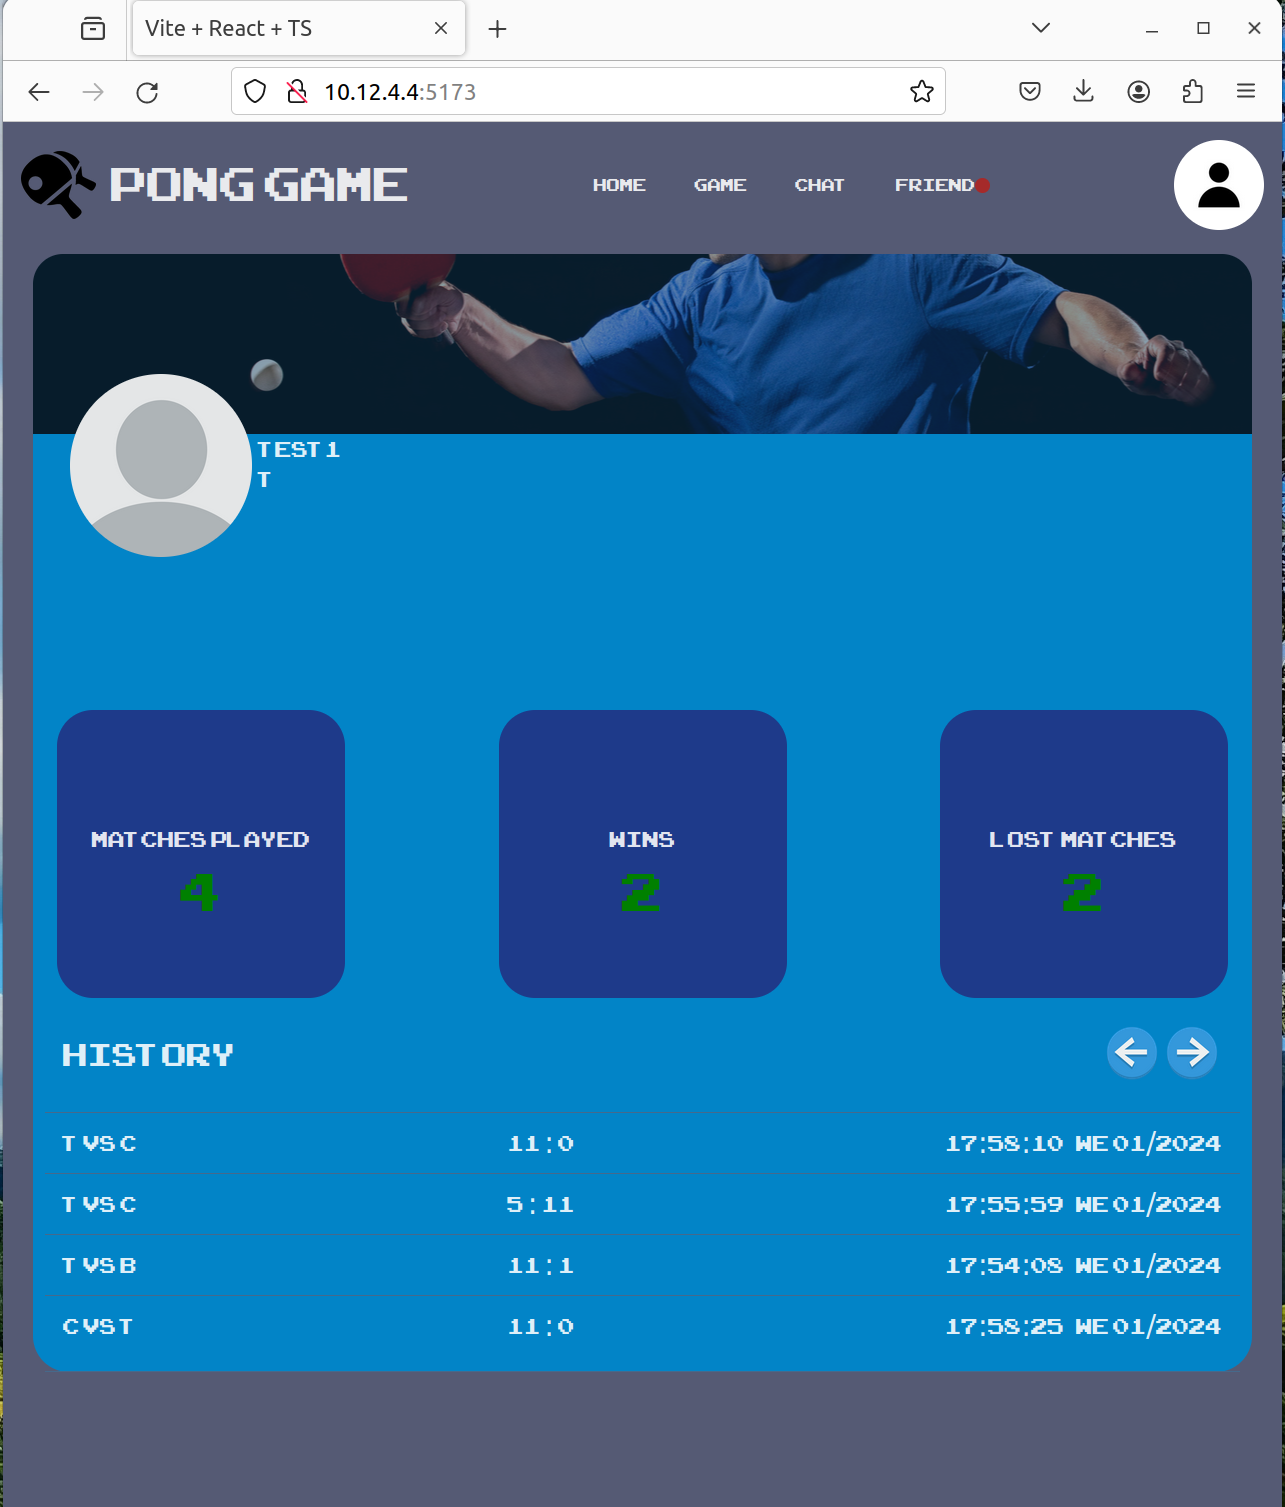 Vite + React + TS
10.12.4.4:5173
PONG GAME
HOME GAME CHAT FRIEND
TEST1
T
MATCHES PLAYED
4
WINS
2
LOST MATCHES
2
HISTORY
T VS C 11 : 0 17:58:10 WE 01/2024
T VS C 5 : 11 17:55:59 WE 01/2024
T VS B 11 : 1 17:54:08 WE 01/2024
C VS T 11 : 0 17:58:25 WE 01/2024